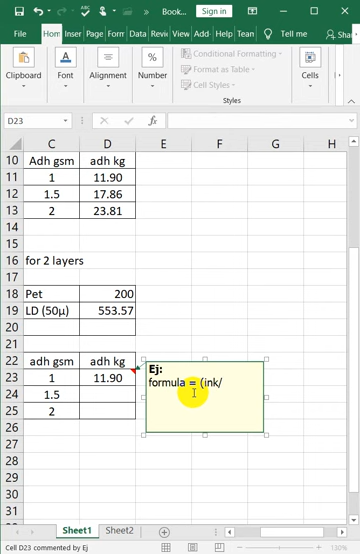 Book... Sign in
File Hom Inser Page Form Data Revi View Add- Help Team Tell me Share
Clipboard Font Alignment Number Conditional Formatting Cells
Format as Table
Cell Styles
Styles
D23 fx
C D E F G H
10 Adh gsm adh kg
11 1 11.90
12 1.5 17.86
13 2 23.81
14
15
16 for 2 layers
17
18 Pet 200
19 LD (50µ) 553.57
20
21
22 adh gsm adh kg
23 1 11.90
24 1.5
25 2
26
27
28
29
30
31
Ej:
formula = (ink/
Sheet1 Sheet2
Cell D23 commented by Ej 130%